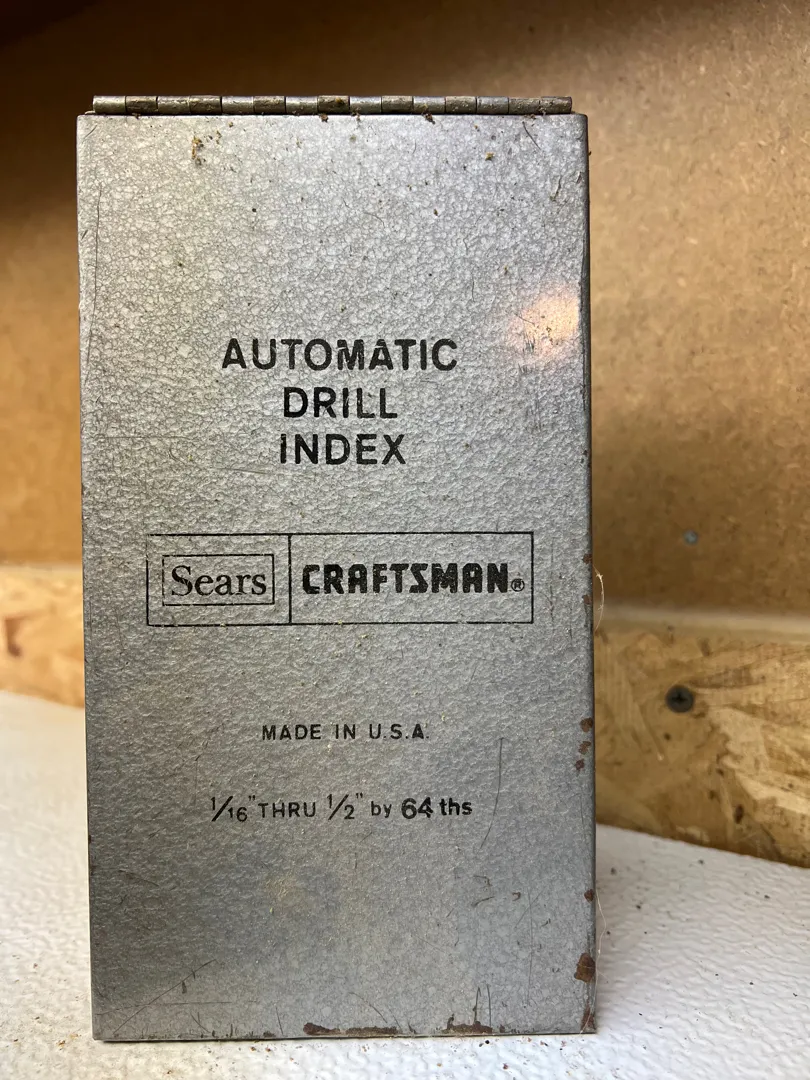 AUTOMATIC
DRILL
INDEX
Sears CRAFTSMAN®
MADE IN U.S.A.
1/16" THRU 1/2" by 64 ths